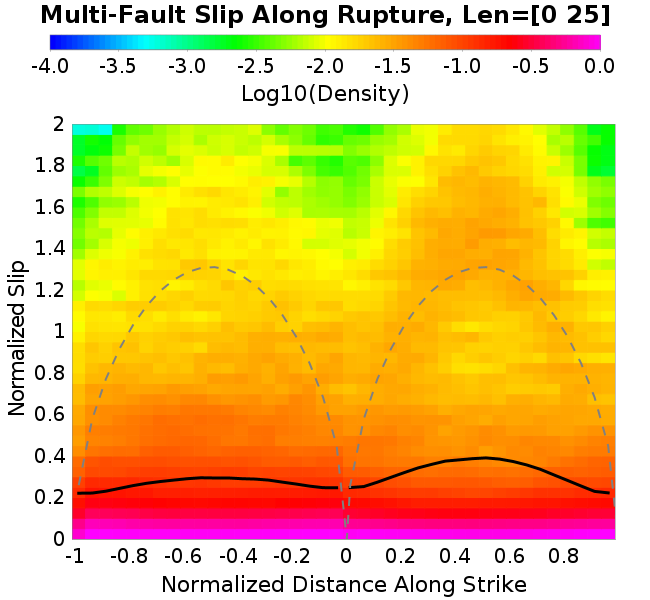 Multi-Fault Slip Along Rupture, Len=[0 25]
-4.0 -3.5 -3.0 -2.5 -2.0 -1.5 -1.0 -0.5 0.0
Log10(Density)
2
1.8
1.6
1.4
1.2
1
0.8
0.6
0.4
0.2
0
Normalized Slip
-1 -0.8 -0.6 -0.4 -0.2 0 0.2 0.4 0.6 0.8
Normalized Distance Along Strike